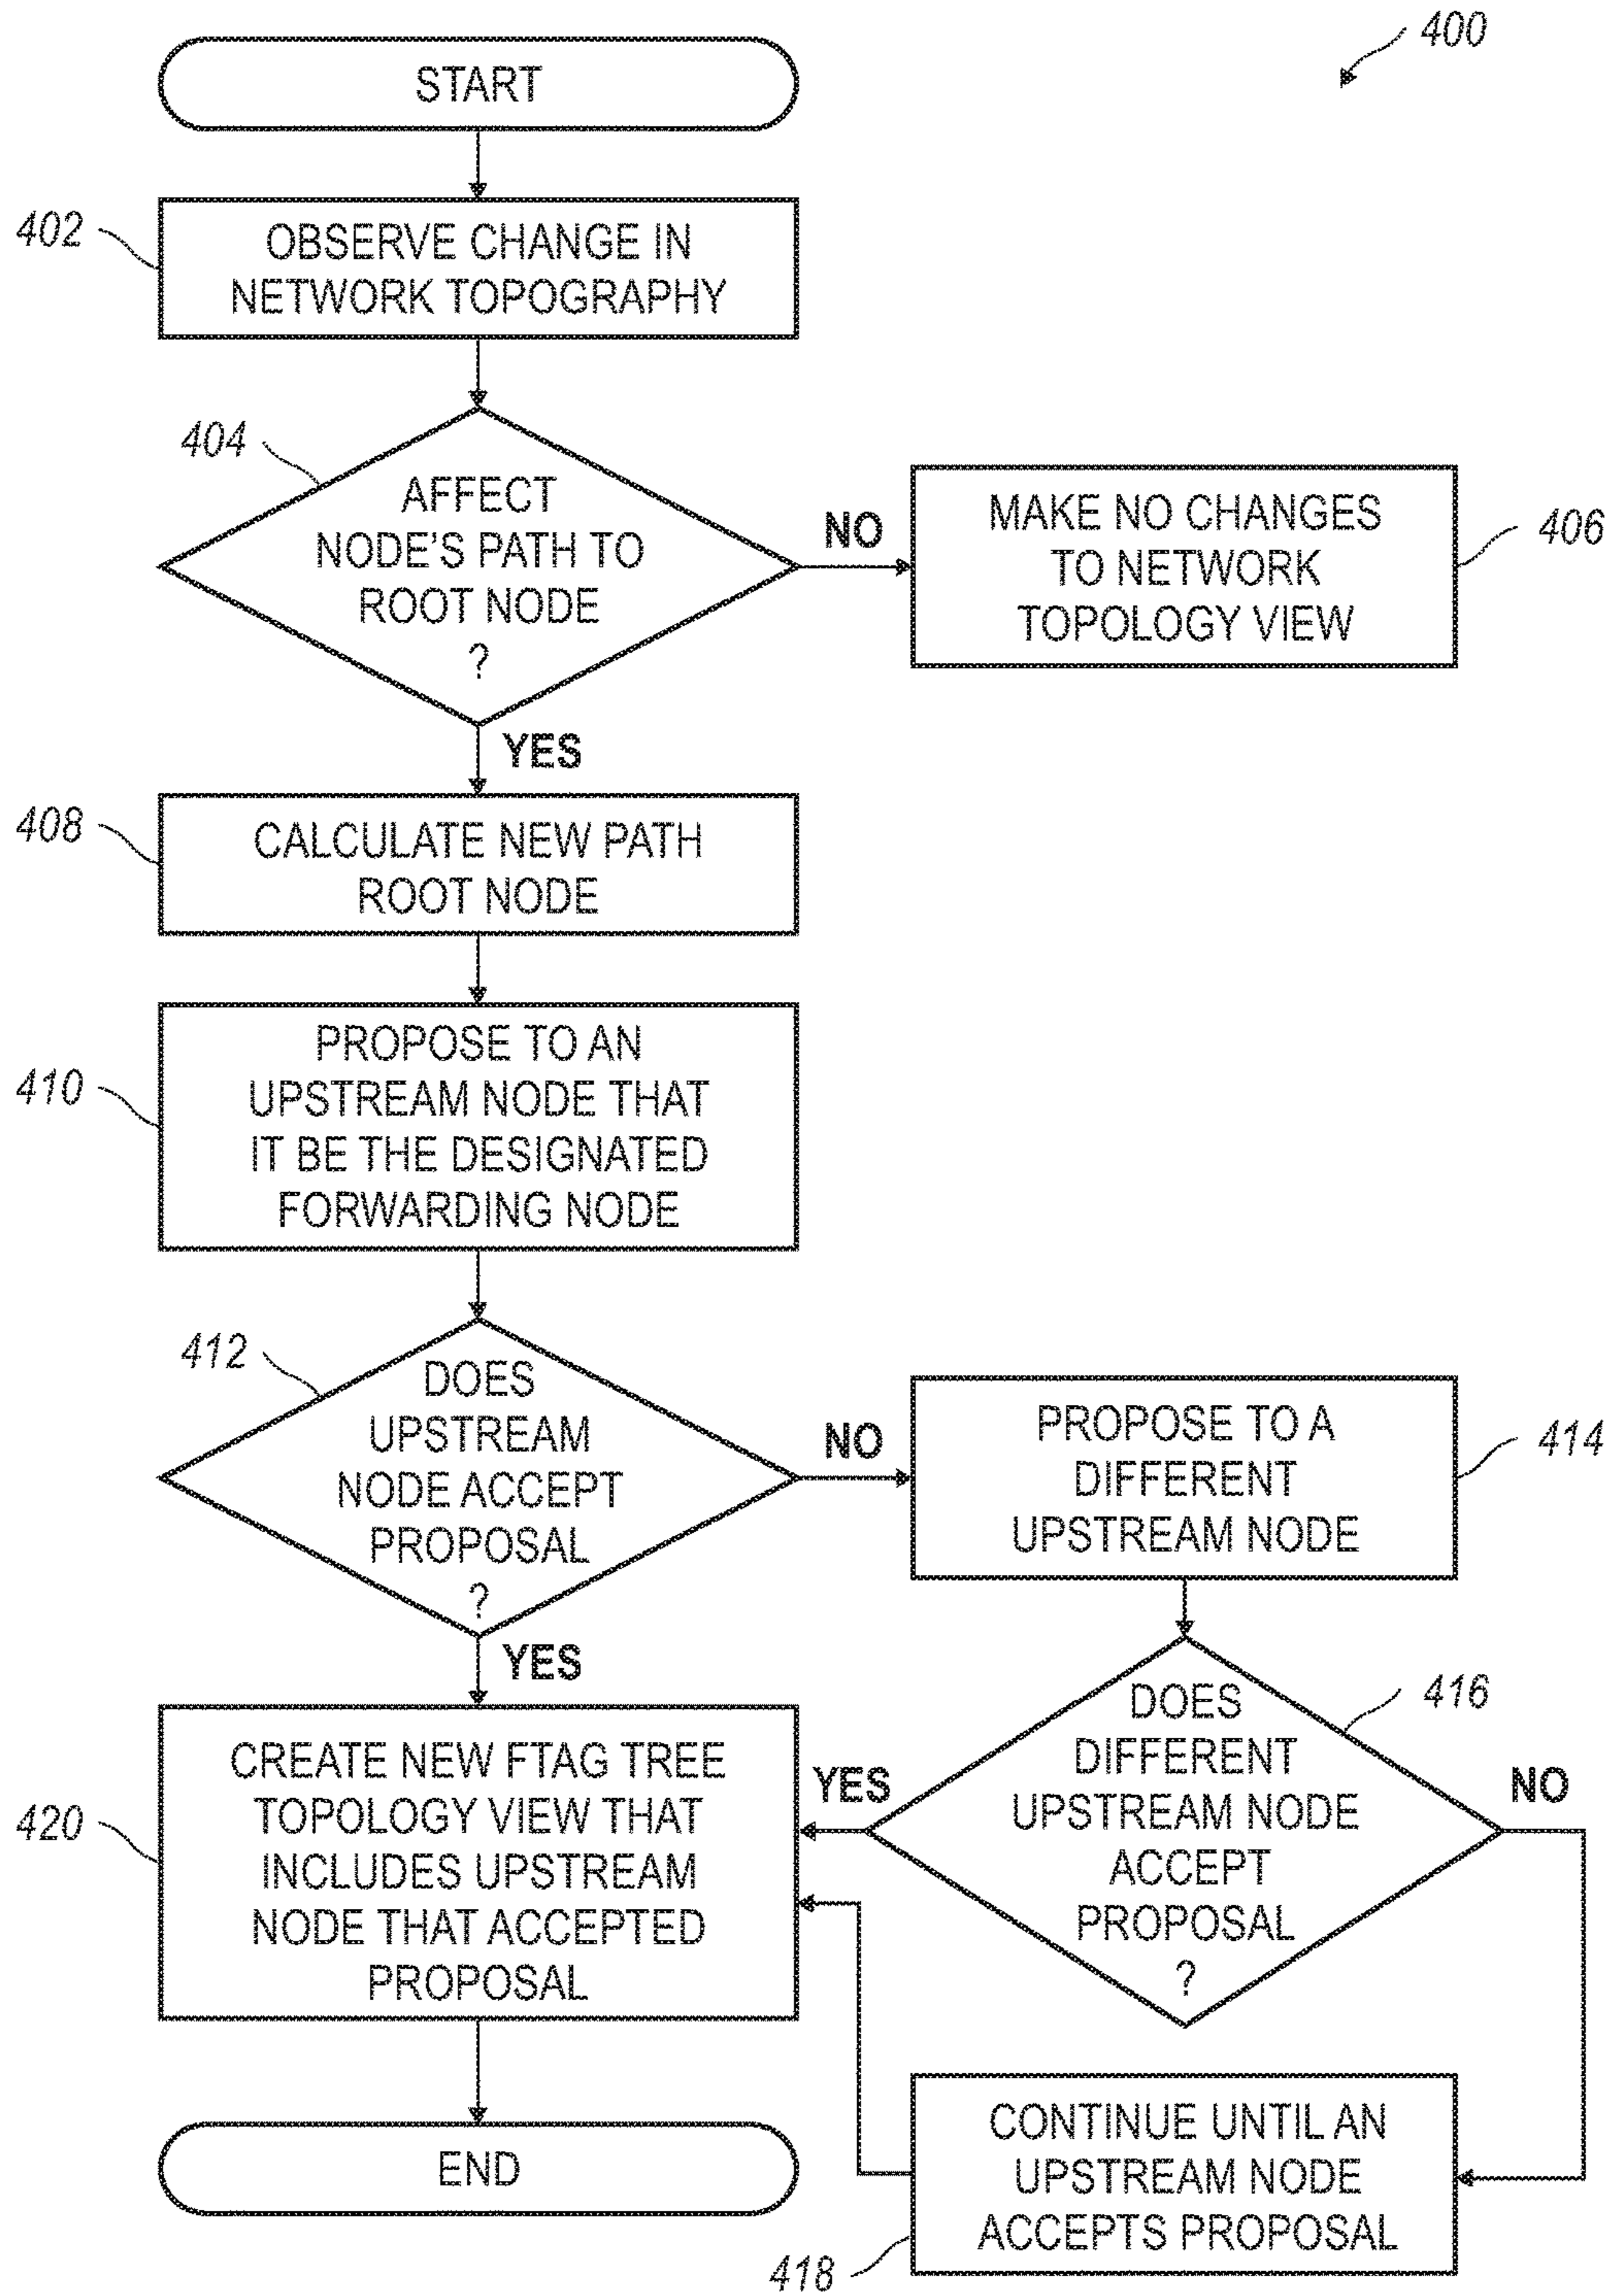 400
START
402
OBSERVE CHANGE IN
NETWORK TOPOGRAPHY
404
AFFECT
NODE'S PATH TO
ROOT NODE
?
NO
MAKE NO CHANGES
TO NETWORK
TOPOLOGY VIEW
406
YES
408
CALCULATE NEW PATH
ROOT NODE
410
PROPOSE TO AN
UPSTREAM NODE THAT
IT BE THE DESIGNATED
FORWARDING NODE
412
DOES
UPSTREAM
NODE ACCEPT
PROPOSAL
?
NO
PROPOSE TO A
DIFFERENT
UPSTREAM NODE
414
YES
416
DOES
DIFFERENT
UPSTREAM NODE
ACCEPT
PROPOSAL
?
YES
NO
420
CREATE NEW FTAG TREE
TOPOLOGY VIEW THAT
INCLUDES UPSTREAM
NODE THAT ACCEPTED
PROPOSAL
CONTINUE UNTIL AN
UPSTREAM NODE
ACCEPTS PROPOSAL
418
END